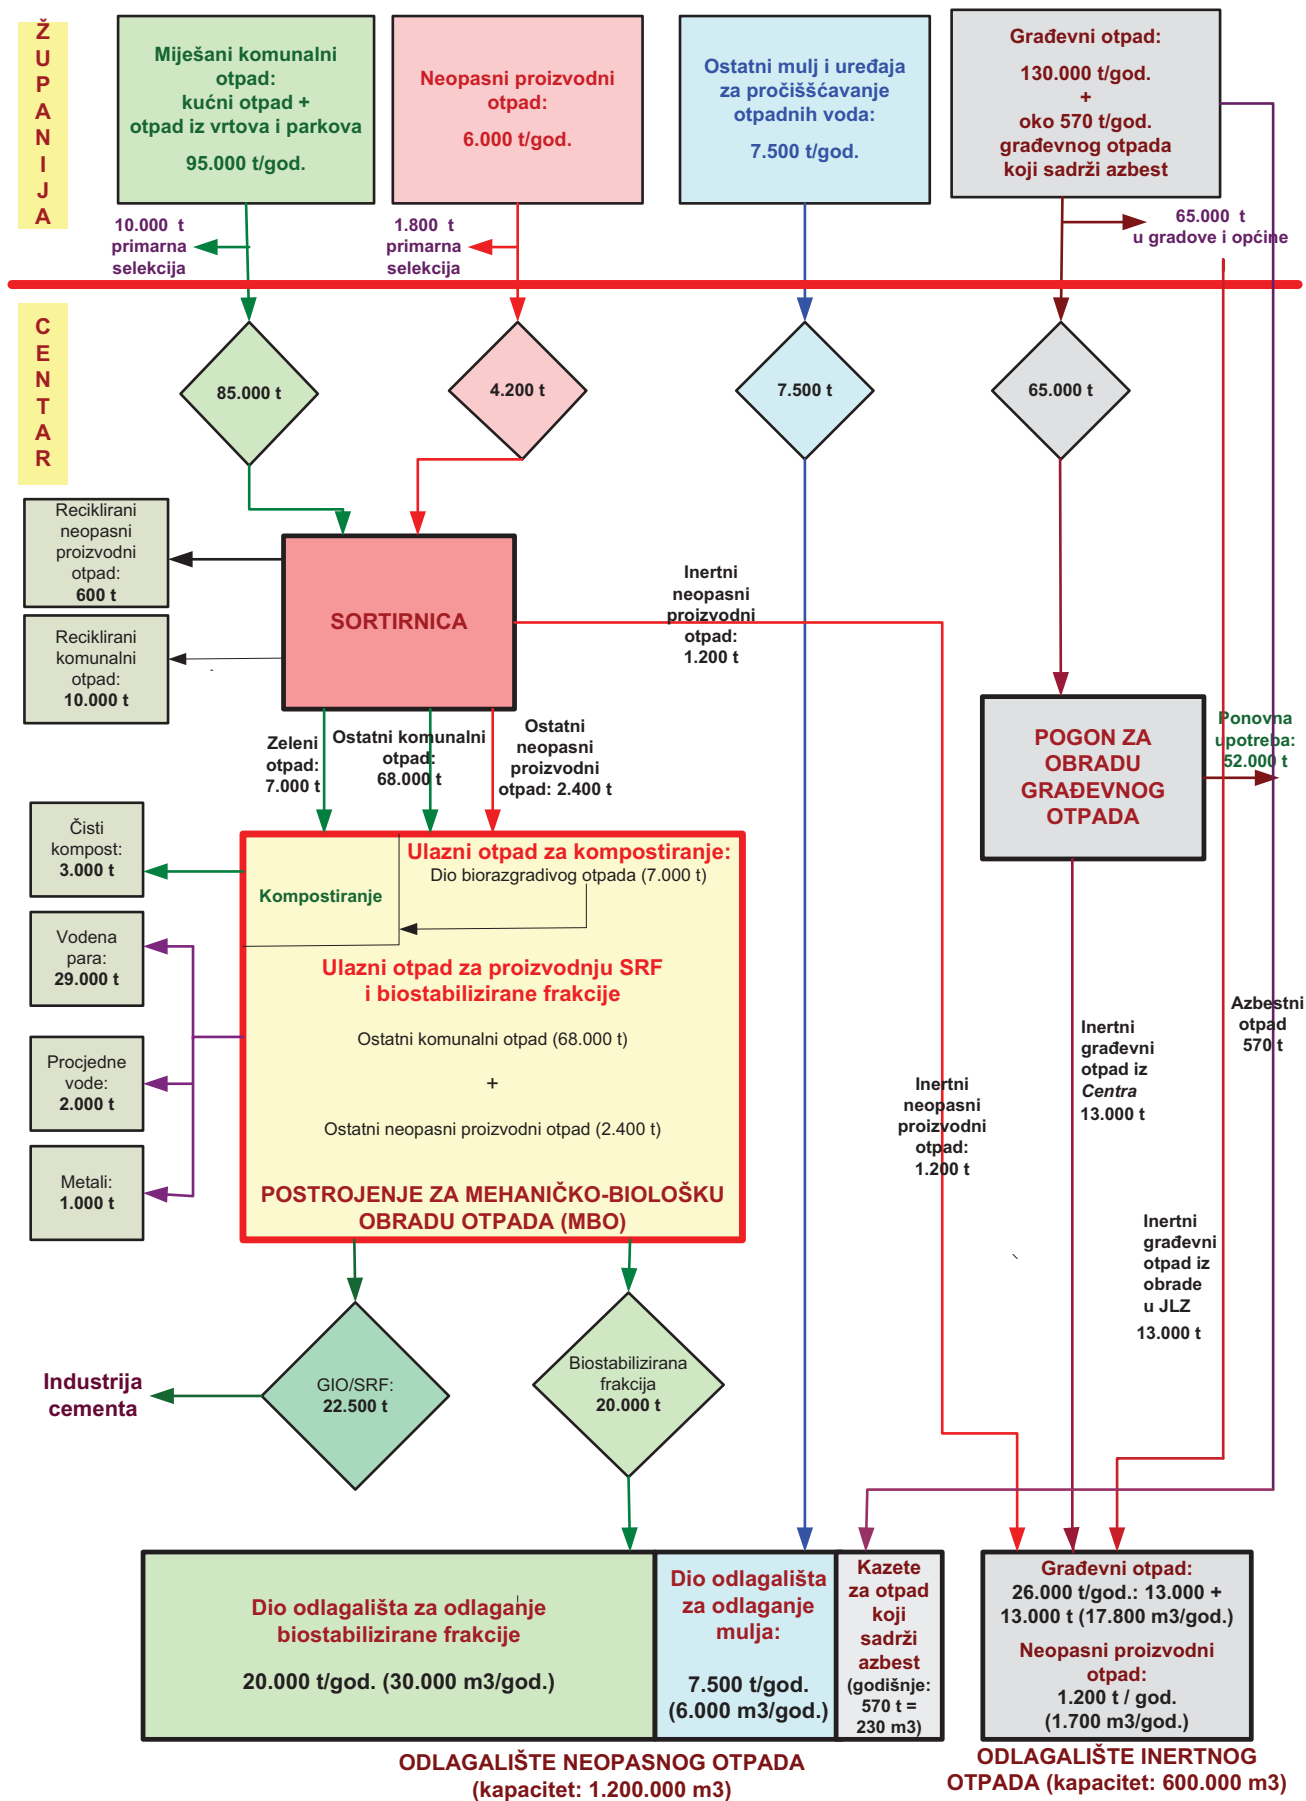 Ž
U
P
A
N
I
J
A
Miješani komunalni
otpad:
kućni otpad +
otpad iz vrtova i parkova
95.000 t/god.
Neopasni proizvodni
otpad:
6.000 t/god.
Ostatni mulj i uređaja
za pročiššćavanje
otpadnih voda:
7.500 t/god.
Građevni otpad:
130.000 t/god.
+
oko 570 t/god.
građevnog otpada
koji sadrži azbest
10.000 t
primarna
selekcija
1.800 t
primarna
selekcija
65.000 t
u gradove i općine
C
E
N
T
A
R
85.000 t
4.200 t
7.500 t
65.000 t
Reciklirani
neopasni
proizvodni
otpad:
600 t
Reciklirani
komunalni
otpad:
10.000 t
SORTIRNICA
Inertni
neopasni
proizvodni
otpad:
1.200 t
Zeleni
otpad:
7.000 t
Ostatni komunalni
otpad:
68.000 t
Ostatni
neopasni
proizvodni
otpad: 2.400 t
POGON ZA
OBRADU
GRAĐEVNOG
OTPADA
Ponovna
upotreba:
52.000 t
Čisti
kompost:
3.000 t
Vodena
para:
29.000 t
Procjedne
vode:
2.000 t
Metali:
1.000 t
Kompostiranje
Ulazni otpad za kompostiranje:
Dio biorazgradivog otpada (7.000 t)
Ulazni otpad za proizvodnju SRF
i biostabilizirane frakcije
Ostatni komunalni otpad (68.000 t)
+
Ostatni neopasni proizvodni otpad (2.400 t)
POSTROJENJE ZA MEHANIČKO-BIOLOŠKU
OBRADU OTPADA (MBO)
Inertni
neopasni
proizvodni
otpad:
1.200 t
Inertni
građevni
otpad iz
Centra
13.000 t
Azbestni
otpad
570 t
Inertni
građevni
otpad iz
obrade
u JLZ
13.000 t
Industrija
cementa
GIO/SRF:
22.500 t
Biostabilizirana
frakcija
20.000 t
Dio odlagališta za odlaganje
biostabilizirane frakcije
20.000 t/god. (30.000 m3/god.)
Dio odlagališta
za odlaganje
mulja:
7.500 t/god.
(6.000 m3/god.)
Kazete
za otpad
koji
sadrži
azbest
(godišnje:
570 t =
230 m3)
Građevni otpad:
26.000 t/god.: 13.000 +
13.000 t (17.800 m3/god.)
Neopasni proizvodni
otpad:
1.200 t / god.
(1.700 m3/god.)
ODLAGALIŠTE NEOPASNOG OTPADA
(kapacitet: 1.200.000 m3)
ODLAGALIŠTE INERTNOG
OTPADA (kapacitet: 600.000 m3)